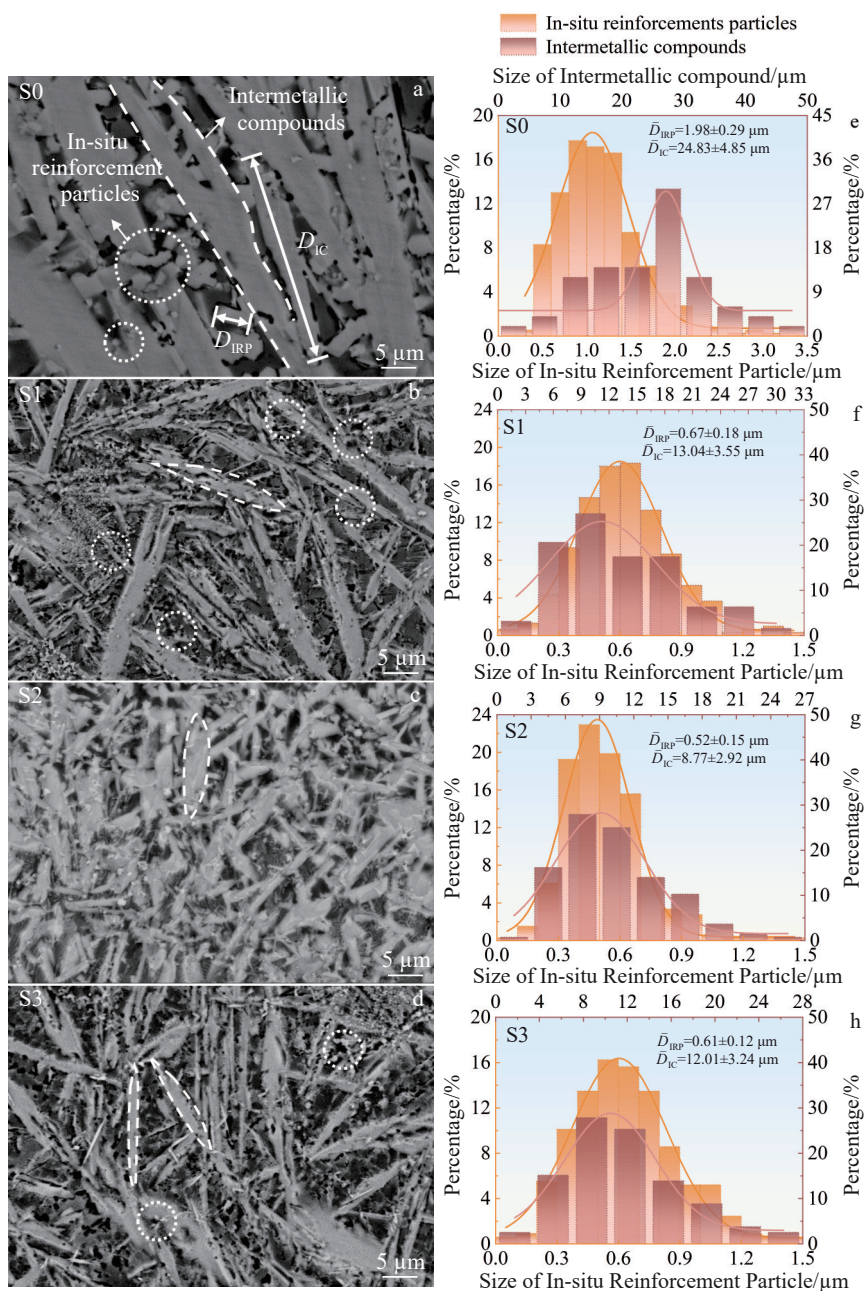 In-situ reinforcements particles
Intermetallic compounds
Size of Intermetallic compound/μm
S0
a
Intermetallic
compounds
In-situ
reinforcement
particles
D_IC
D_IRP
5 μm
0 10 20 30 40 50
S0
e
D̄_IRP=1.98±0.29 μm
D̄_IC=24.83±4.85 μm
Percentage/%
20
16
12
8
4
0
45
36
27
18
9
0
Percentage/%
0.0 0.5 1.0 1.5 2.0 2.5 3.0 3.5
Size of In-situ Reinforcement Particle/μm
S1
b
5 μm
0 3 6 9 12 15 18 21 24 27 30 33
S1
f
D̄_IRP=0.67±0.18 μm
D̄_IC=13.04±3.55 μm
Percentage/%
24
20
16
12
8
4
0
50
40
30
20
10
0
Percentage/%
0.0 0.3 0.6 0.9 1.2 1.5
Size of In-situ Reinforcement Particle/μm
S2
c
5 μm
0 3 6 9 12 15 18 21 24 27
S2
g
D̄_IRP=0.52±0.15 μm
D̄_IC=8.77±2.92 μm
Percentage/%
24
20
16
12
8
4
0
50
40
30
20
10
0
Percentage/%
0.0 0.3 0.6 0.9 1.2 1.5
Size of In-situ Reinforcement Particle/μm
S3
d
5 μm
0 4 8 10 12 16 20 24 28
S3
h
D̄_IRP=0.61±0.12 μm
D̄_IC=12.01±3.24 μm
Percentage/%
20
16
12
8
4
0
50
40
30
20
10
0
Percentage/%
0.0 0.3 0.6 0.9 1.2 1.5
Size of In-situ Reinforcement Particle/μm